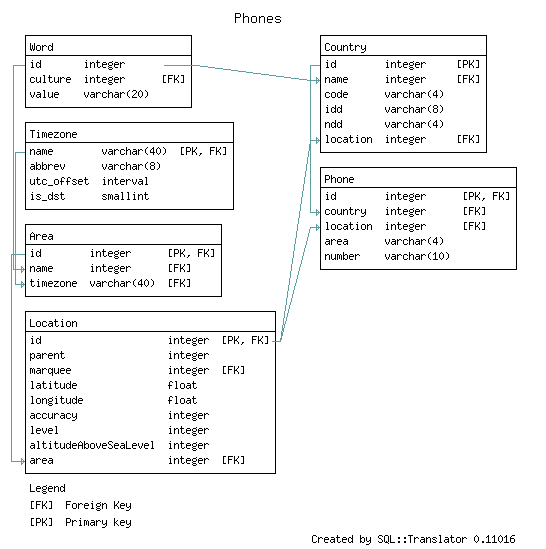 Phones
Word
id integer
culture integer [FK]
value varchar(20)
Timezone
name varchar(40) [PK, FK]
abbrev varchar(8)
utc_offset interval
is_dst smallint
Area
id integer [PK, FK]
name integer [FK]
timezone varchar(40) [FK]
Location
id integer [PK, FK]
parent integer
marquee integer [FK]
latitude float
longitude float
accuracy integer
level integer
altitudeAboveSeaLevel integer
area integer [FK]
Country
id integer [PK]
name integer [FK]
code varchar(4)
idd varchar(8)
ndd varchar(4)
location integer [FK]
Phone
id integer [PK, FK]
country integer [FK]
location integer [FK]
area varchar(4)
number varchar(10)
Legend
[FK] Foreign Key
[PK] Primary key
Created by SQL::Translator 0.11016